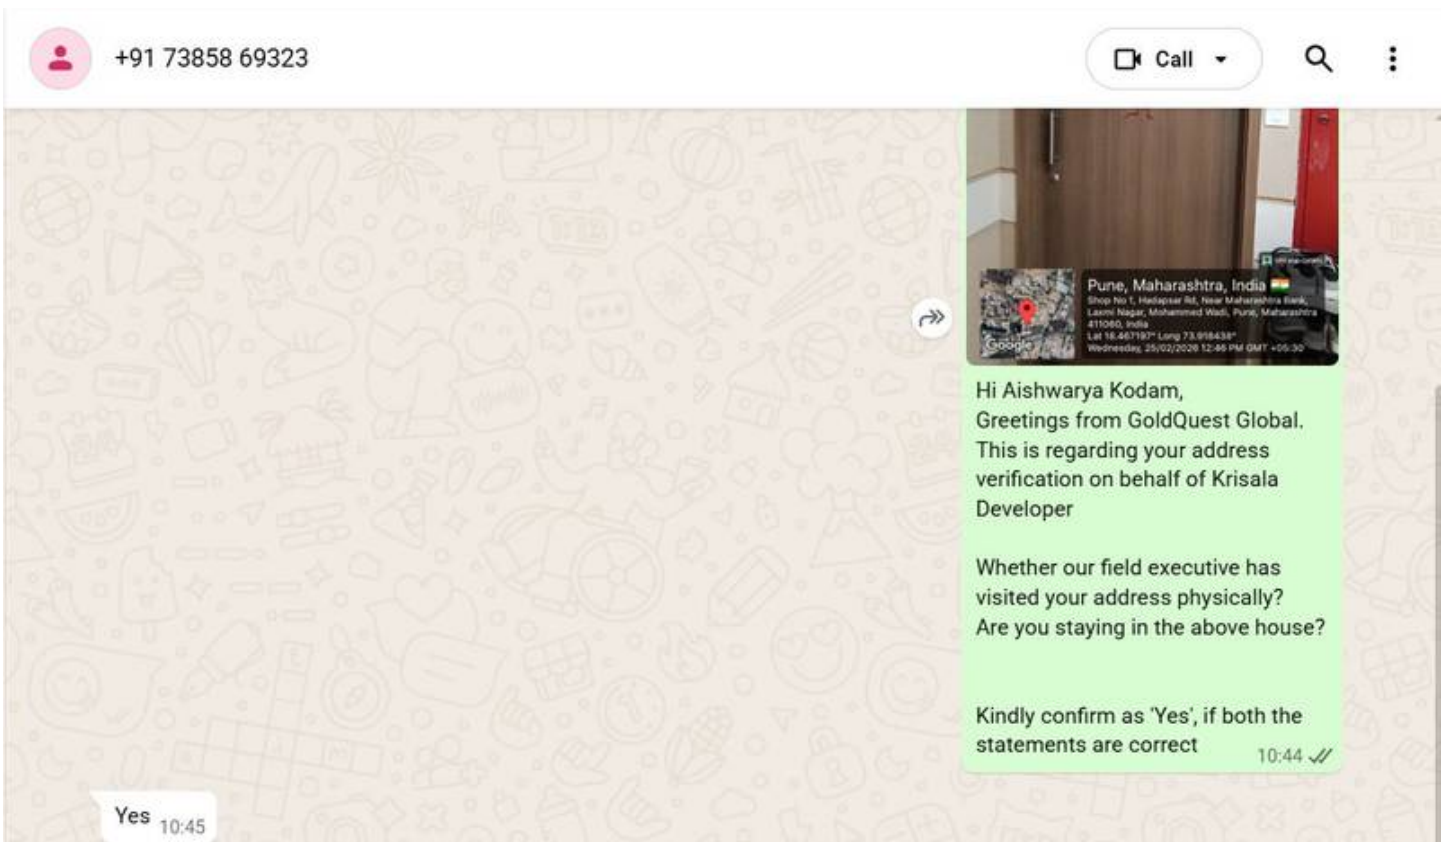 +91 73858 69323
Call
Pune, Maharashtra, India
Shop No 1, Hadapsar Rd, Near Maharashtra Bank,
Laxmi Nagar, Mohammed Wadi, Pune, Maharashtra
411060, India
Lat 18.467197° Long 73.918438°
Wednesday, 25/02/2026 12:46 PM GMT +05:30
Google
Hi Aishwarya Kodam,
Greetings from GoldQuest Global.
This is regarding your address
verification on behalf of Krisala
Developer
Whether our field executive has
visited your address physically?
Are you staying in the above house?
Kindly confirm as 'Yes', if both the
statements are correct
10:44
Yes
10:45